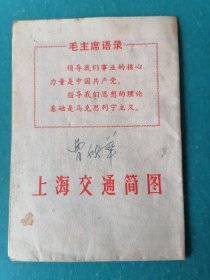 毛主席语录
领导我们事业的核心
力量是中国共产党。
指导我们思想的理论
基础是马克思列宁主义。
上海交通简图